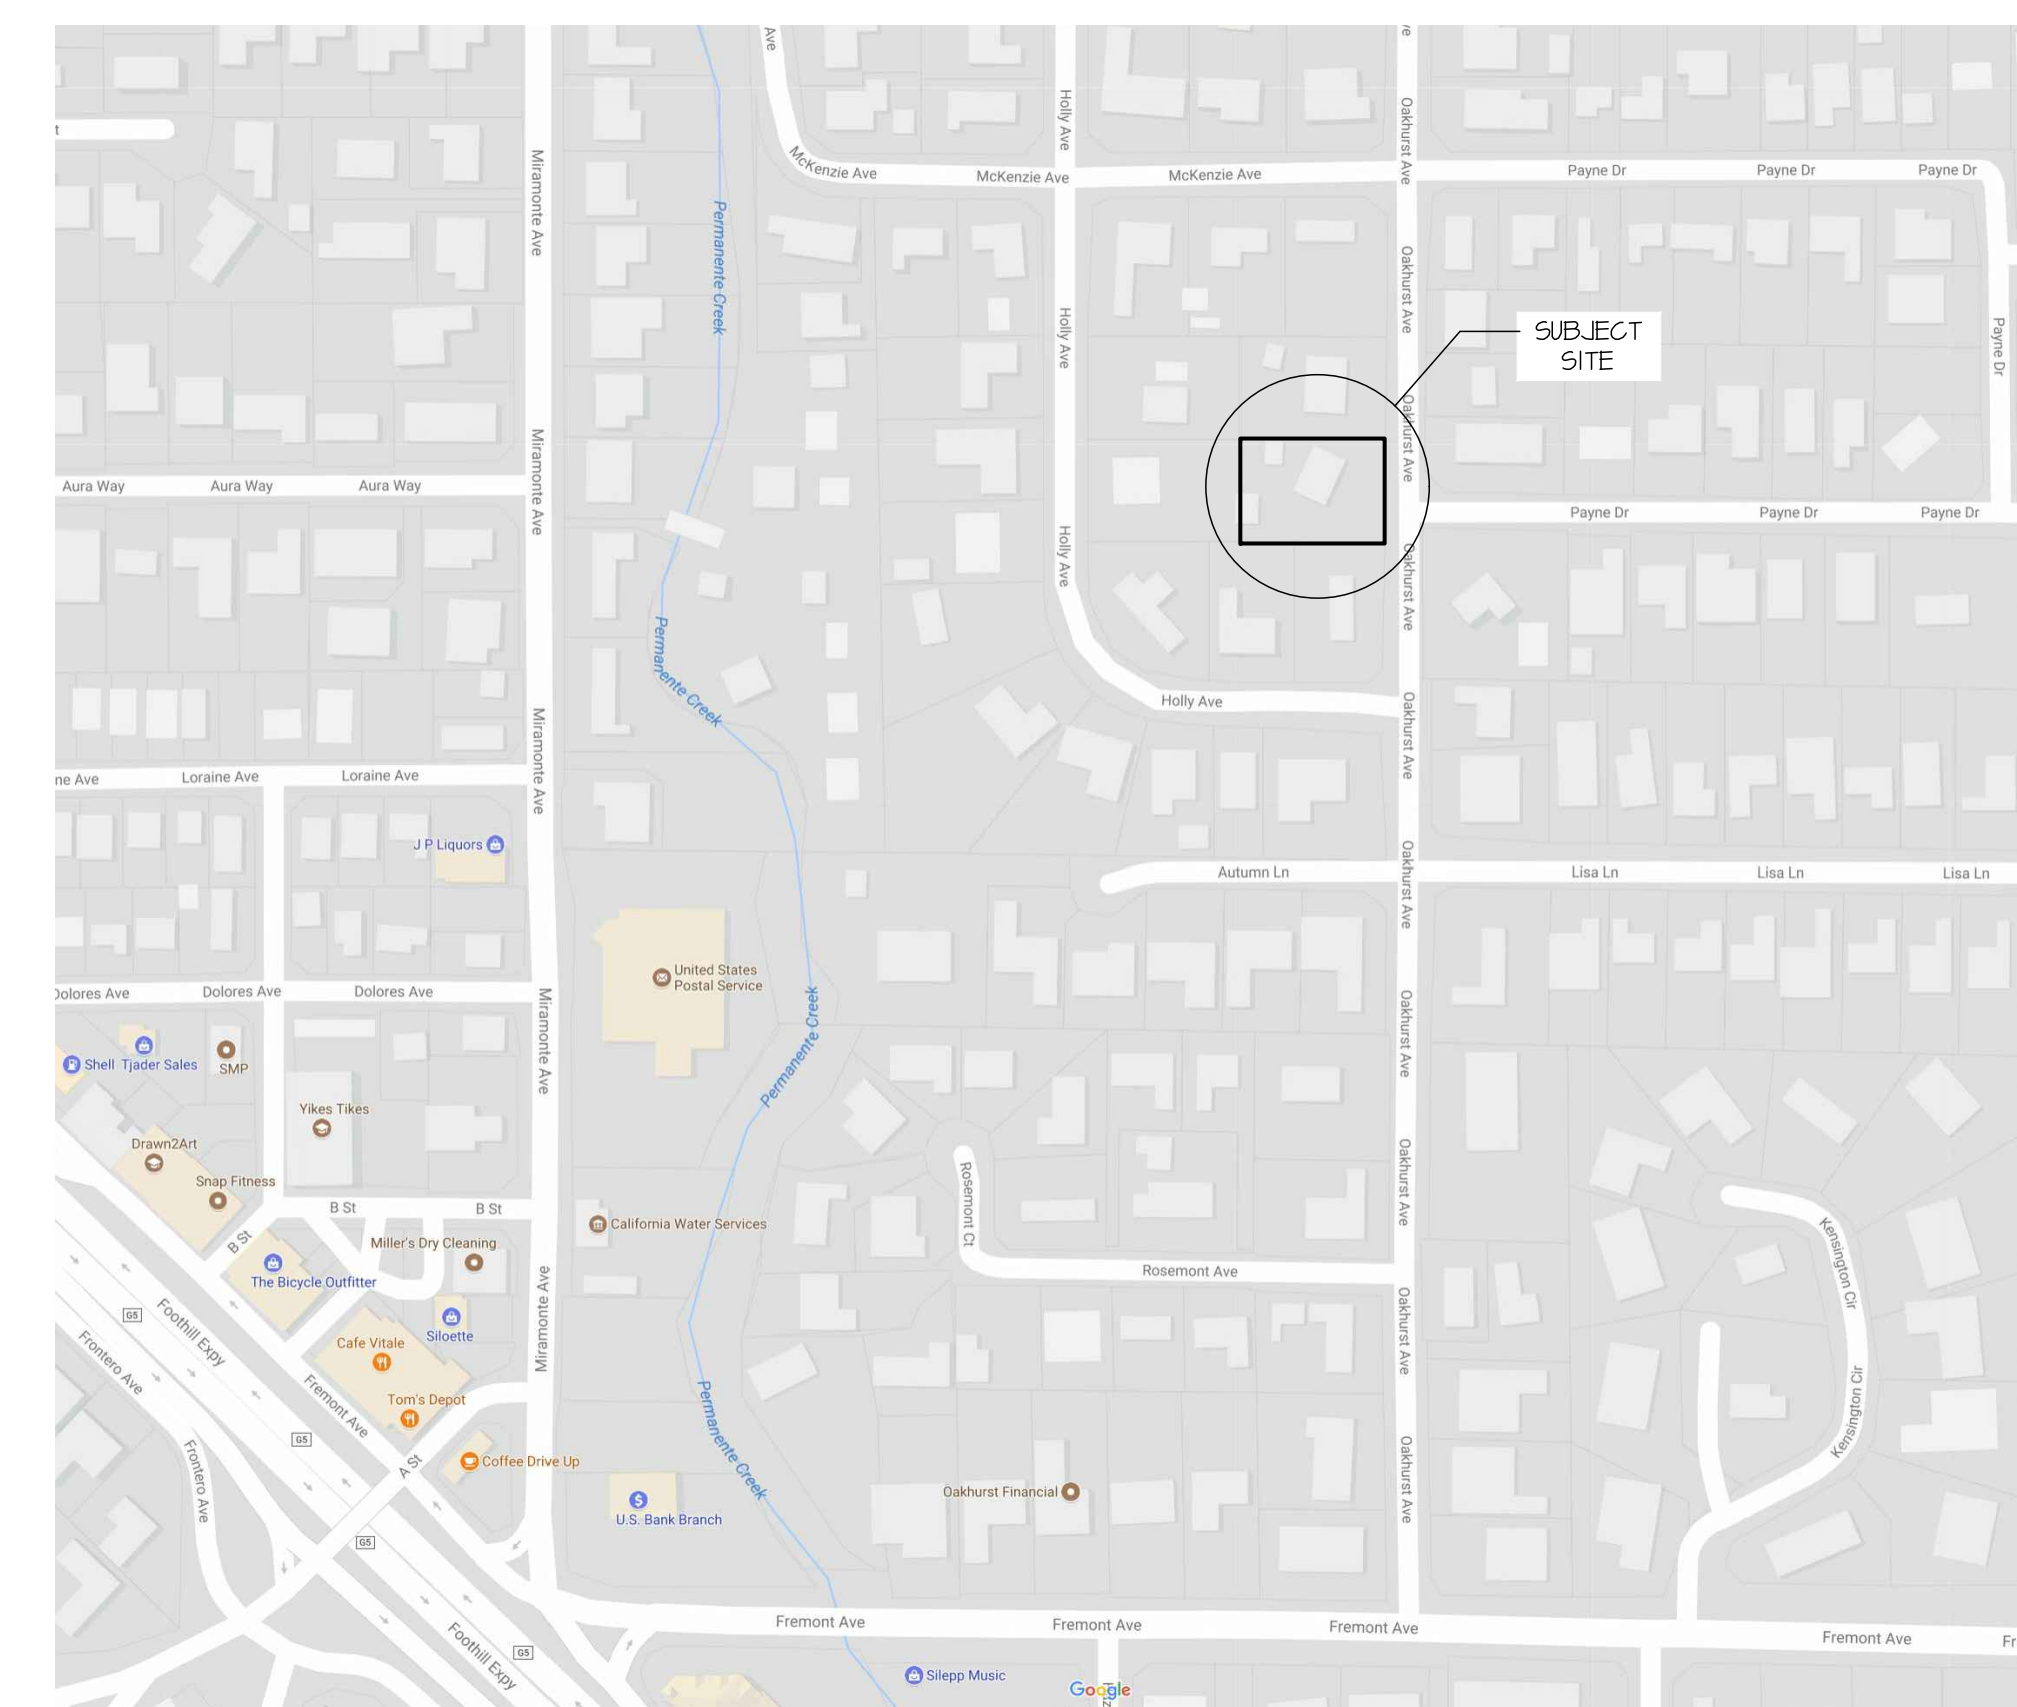 Ave
Holly Ave
Oakhurst Ave
Miramonte Ave
McKenzie Ave
McKenzie Ave
McKenzie Ave
Payne Dr
Payne Dr
Payne Dr
Permanente Creek
Oakhurst Ave
Holly Ave
SUBJECT
SITE
Payne Dr
Oakhurst Ave
Miramonte Ave
Aura Way
Aura Way
Aura Way
Holly Ave
Payne Dr
Payne Dr
Payne Dr
Oakhurst Ave
Permanente Creek
Holly Ave
Oakhurst Ave
Miramonte Ave
ne Ave
Loraine Ave
Loraine Ave
J P Liquors
Autumn Ln
Oakhurst Ave
Lisa Ln
Lisa Ln
Lisa Ln
United States
Postal Service
Dolores Ave
Dolores Ave
Dolores Ave
Miramonte Ave
Permanente Creek
Oakhurst Ave
Shell
Tjader Sales
SMP
Yikes Tikes
Drawn2Art
Snap Fitness
Rosemont Ct
Oakhurst Ave
B St
B St
B St
California Water Services
Kensington Cir
Miller's Dry Cleaning
The Bicycle Outfitter
Rosemont Ave
Miramonte Ave
G5
Foothill Expy
Siloette
Oakhurst Ave
Frontero Ave
Cafe Vitale
Tom's Depot
Fremont Ave
Kensington Cir
Permanente Creek
G5
Frontero Ave
A St
Coffee Drive Up
Oakhurst Ave
Oakhurst Financial
U.S. Bank Branch
G5
Fremont Ave
Fremont Ave
Fremont Ave
Fremont Ave
Fr
Foothill Expy
G5
Silepp Music
Google